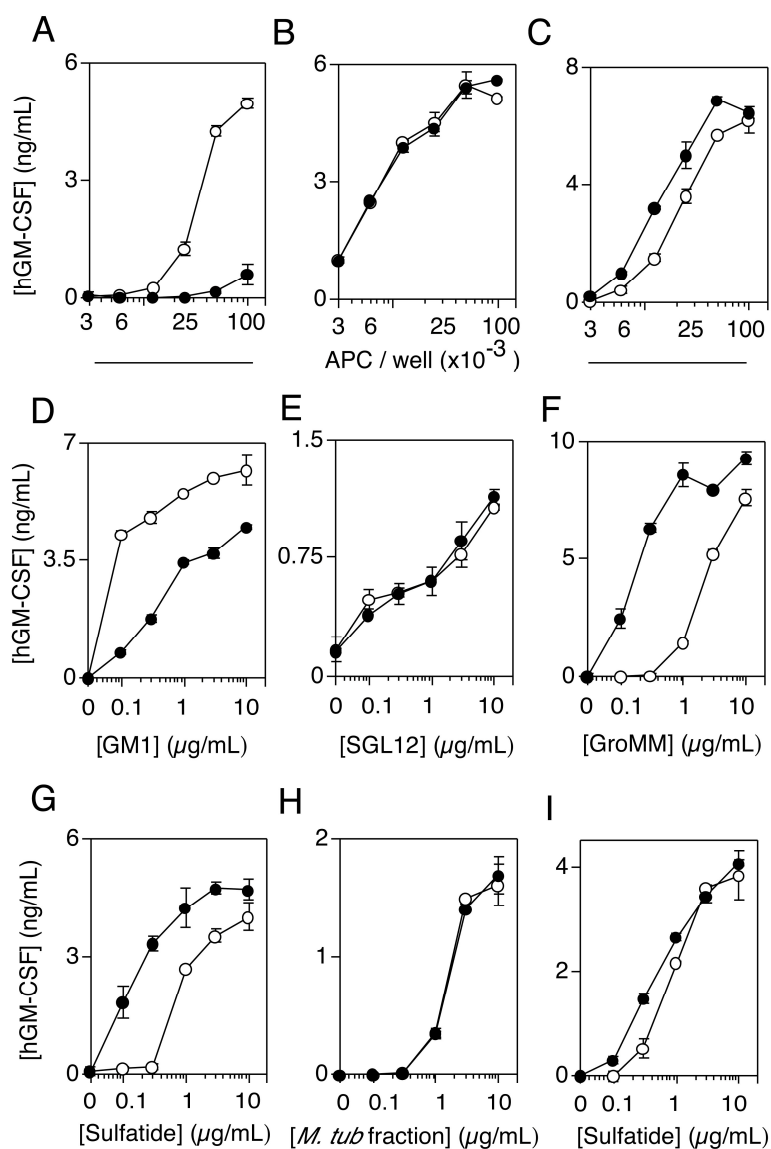 A B C
[hGM-CSF] (ng/mL)
6 6 8
3 3 4
0 0 0
3 6 25 100 3 6 25 100 3 6 25 100
APC / well (x10-3)
D E F
[hGM-CSF] (ng/mL)
7 1.5 10
3.5 0.75 5
0 0 0
0 0.1 1 10 0 0.1 1 10 0 0.1 1 10
[GM1] (µg/mL) [SGL12] (µg/mL) [GroMM] (µg/mL)
G H I
[hGM-CSF] (ng/mL)
6 2 4
3 1 2
0 0 0
0 0.1 1 10 0 0.1 1 10 0 0.1 1 10
[Sulfatide] (µg/mL) [M. tub fraction] (µg/mL) [Sulfatide] (µg/mL)